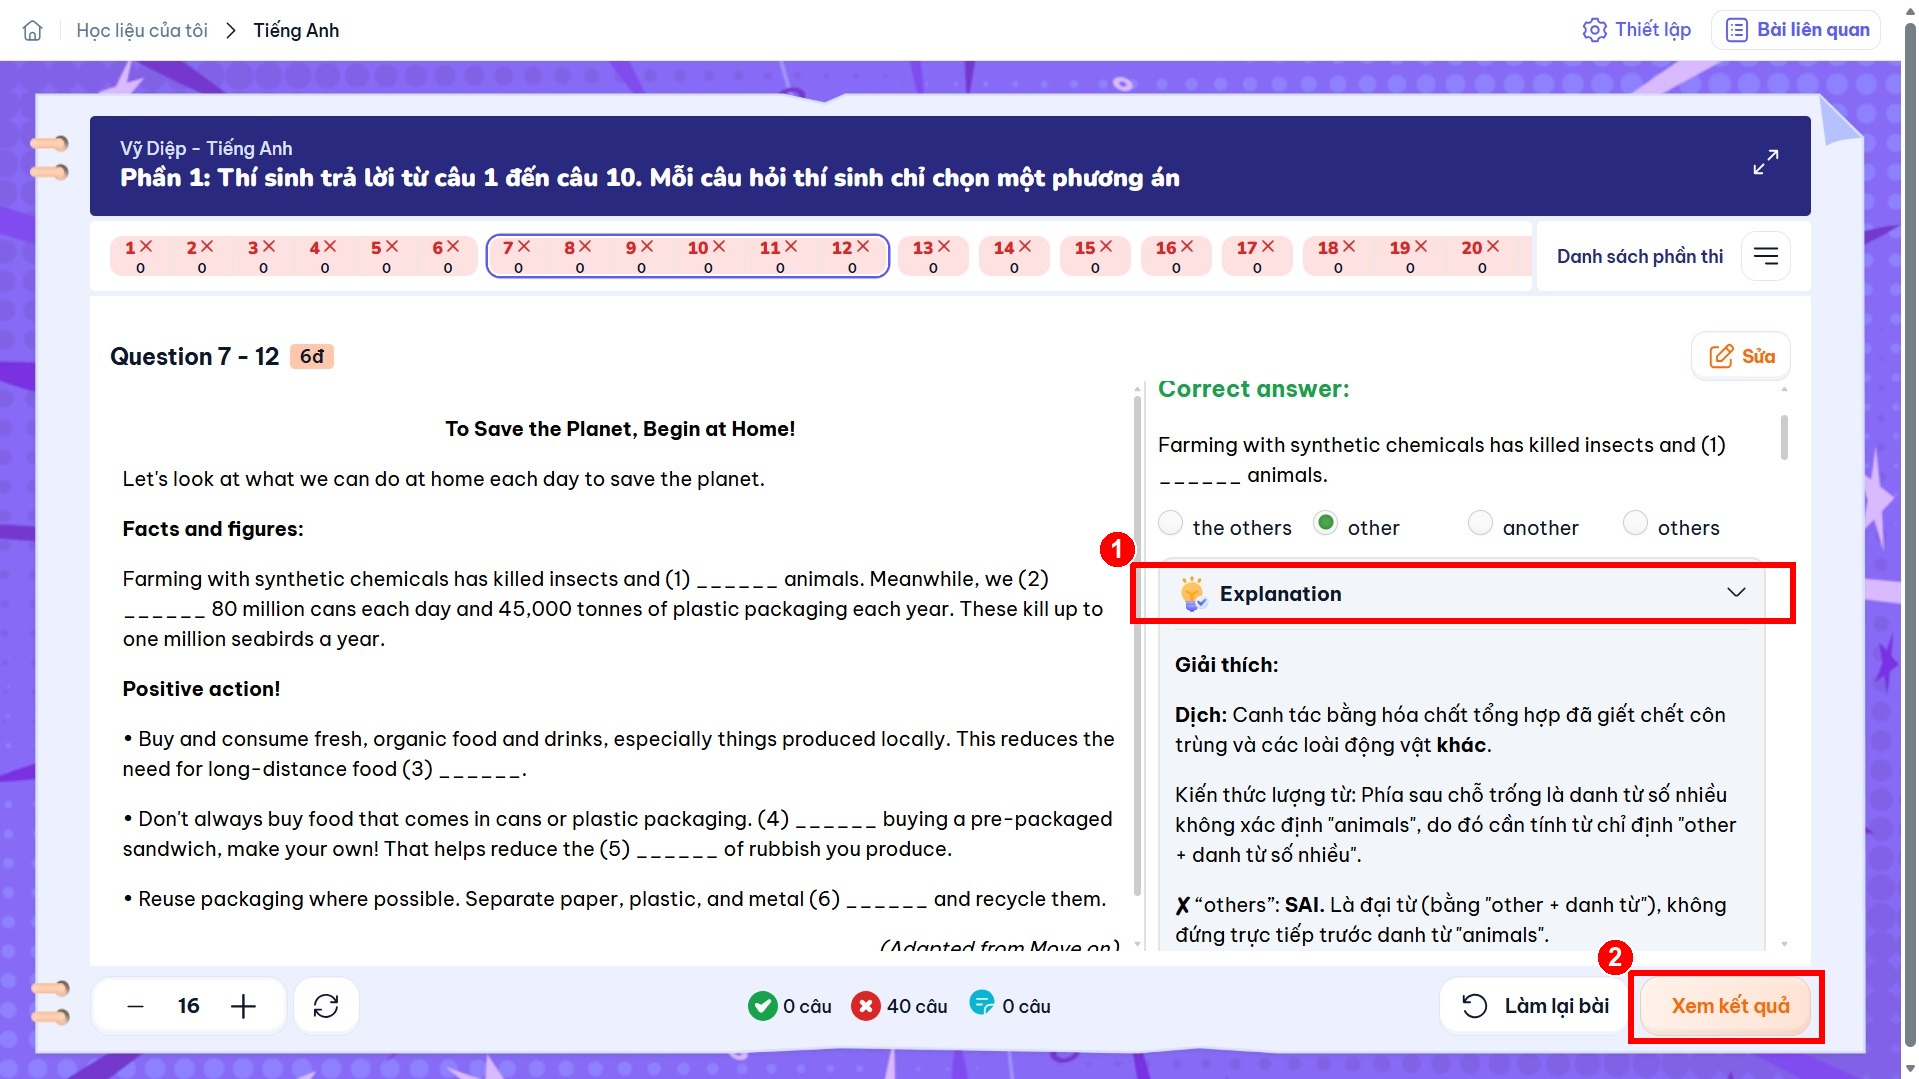 Học liệu của tôi > Tiếng Anh
Thiết lập
Bài liên quan
Vỹ Diệp - Tiếng Anh
Phần 1: Thí sinh trả lời từ câu 1 đến câu 10. Mỗi câu hỏi thí sinh chỉ chọn một phương án
1 2 3 4 5 6 7 8 9 10 11 12 13 14 15 16 17 18 19 20
0 0 0 0 0 0 0 0 0 0 0 0 0 0 0 0 0 0 0 0
Danh sách phần thi
Question 7 - 12 6đ
Sửa
To Save the Planet, Begin at Home!
Let's look at what we can do at home each day to save the planet.
Facts and figures:
Farming with synthetic chemicals has killed insects and (1) ______ animals. Meanwhile, we (2)
______ 80 million cans each day and 45,000 tonnes of plastic packaging each year. These kill up to
one million seabirds a year.
Positive action!
• Buy and consume fresh, organic food and drinks, especially things produced locally. This reduces the
need for long-distance food (3) ______.
• Don't always buy food that comes in cans or plastic packaging. (4) ______ buying a pre-packaged
sandwich, make your own! That helps reduce the (5) ______ of rubbish you produce.
• Reuse packaging where possible. Separate paper, plastic, and metal (6) ______ and recycle them.
(Adapted from Move on)
Correct answer:
Farming with synthetic chemicals has killed insects and (1)
______ animals.
the others other another others
1
Explanation
Giải thích:
Dịch: Canh tác bằng hóa chất tổng hợp đã giết chết côn
trùng và các loài động vật khác.
Kiến thức lượng từ: Phía sau chỗ trống là danh từ số nhiều
không xác định "animals", do đó cần tính từ chỉ định "other
+ danh từ số nhiều".
✘ “others”: SAI. Là đại từ (bằng "other + danh từ"), không
đứng trực tiếp trước danh từ "animals".
2
16
0 câu 40 câu 0 câu
Làm lại bài
Xem kết quả